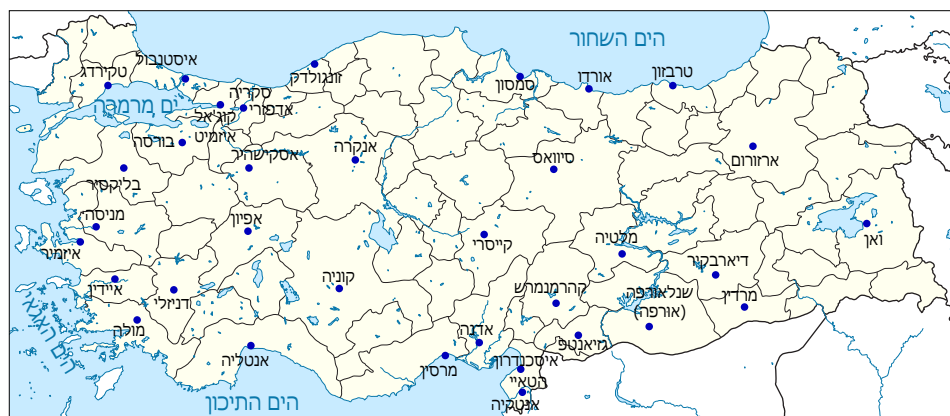 הים השחור
איסטנבול
טקירדג
זונגולדק
סמסון
אורדו
טרבזון
ים מרמרה
סקריה
אדפזרי
קוג'אלי
איזמיט
בורסה
אסקישהיר
אנקרה
סיוואס
ארזורום
בליקסיר
מניסה
איזמיר
אפיון
קייסרי
מלטיה
ואן
דיארבקיר
איידין
דניזלי
קוניה
קהרמנמרש
שנלאורפה
(אורפה)
מרדין
מולה
הים האגאי
אנטליה
אדנה
מרסין
גזיאנטפ
איסכנדרון
הטאיי
אנטקיה
הים התיכון